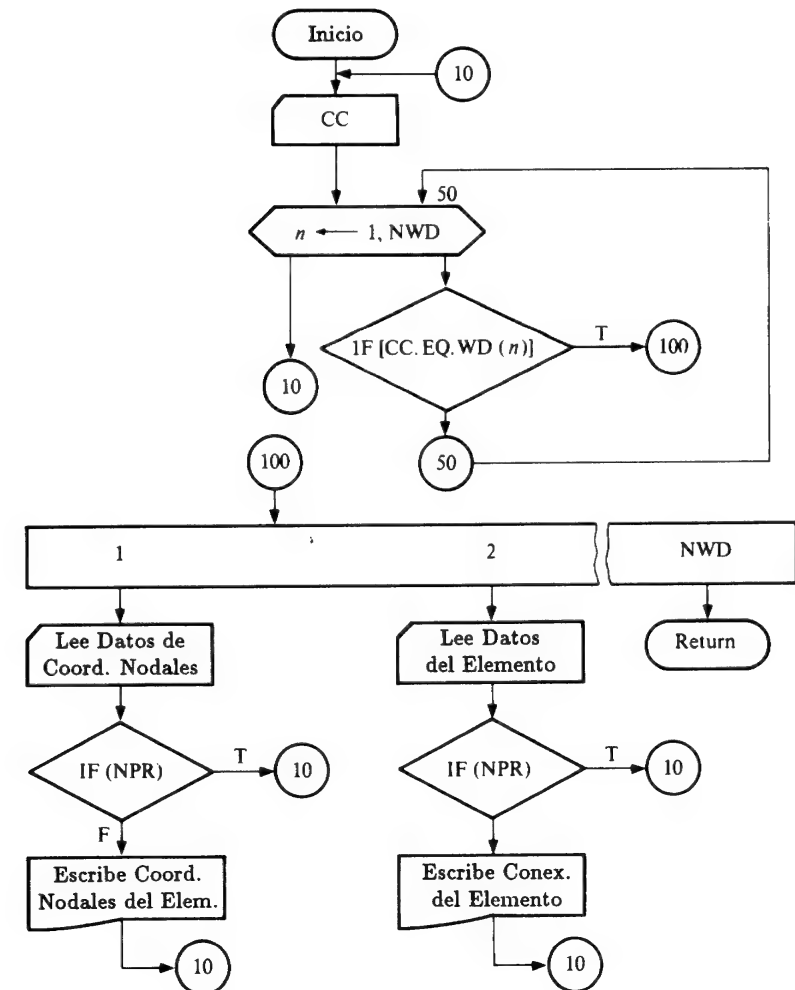 Inicio
10
CC
50
n ← 1, NWD
IF [CC. EQ. WD (n)]
T
100
10
100
50
1
2
NWD
Lee Datos de
Coord. Nodales
Lee Datos
del Elemento
Return
IF (NPR)
T
10
IF (NPR)
T
10
F
Escribe Coord.
Nodales del Elem.
Escribe Conex.
del Elemento
10
10